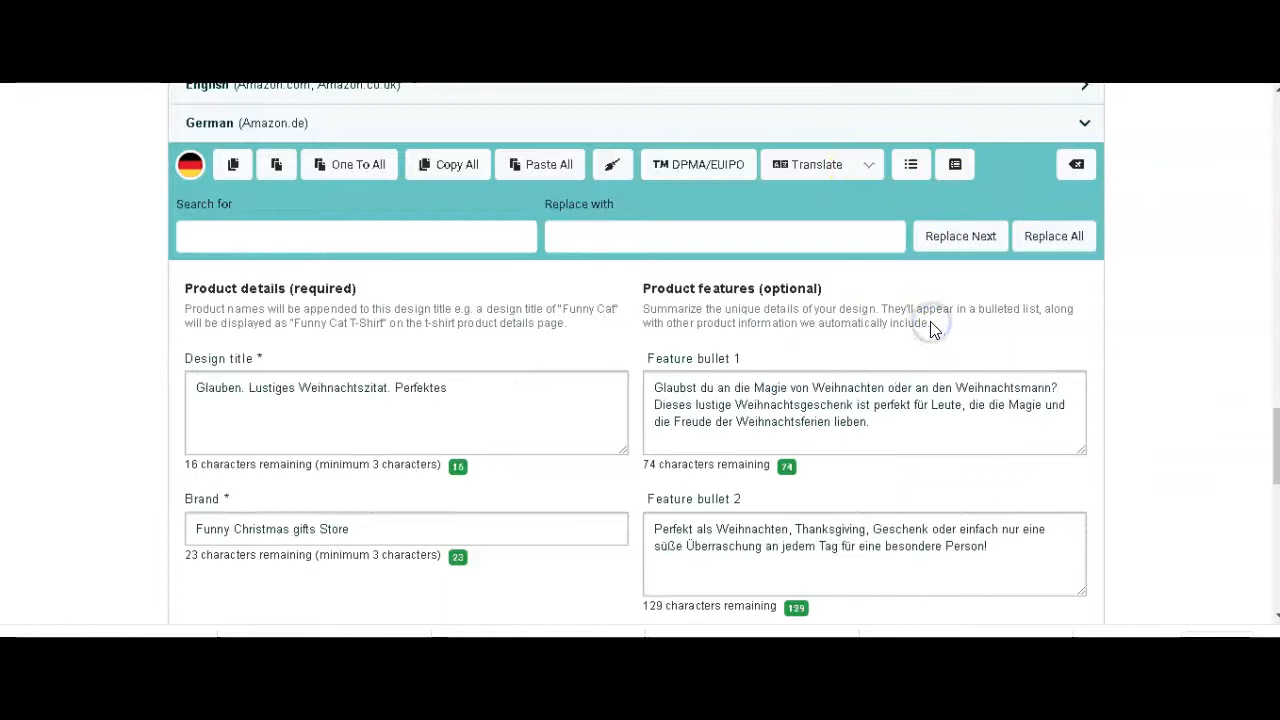 English (Amazon.com, Amazon.co.uk)
German (Amazon.de)
One To All
Copy All
Paste All
TM DPMA/EUIPO
Translate
Search for
Replace with
Replace Next
Replace All
Product details (required)
Product names will be appended to this design title e.g. a design title of "Funny Cat"
will be displayed as "Funny Cat T-Shirt" on the t-shirt product details page.
Design title *
Glauben. Lustiges Weihnachtszitat. Perfektes
16 characters remaining (minimum 3 characters) 16
Brand *
Funny Christmas gifts Store
23 characters remaining (minimum 3 characters) 23
Product features (optional)
Summarize the unique details of your design. They'll appear in a bulleted list, along
with other product information we automatically include.
Feature bullet 1
Glaubst du an die Magie von Weihnachten oder an den Weihnachtsmann?
Dieses lustige Weihnachtsgeschenk ist perfekt für Leute, die die Magie und
die Freude der Weihnachtsferien lieben.
74 characters remaining 74
Feature bullet 2
Perfekt als Weihnachten, Thanksgiving, Geschenk oder einfach nur eine
süße Überraschung an jedem Tag für eine besondere Person!
129 characters remaining 129